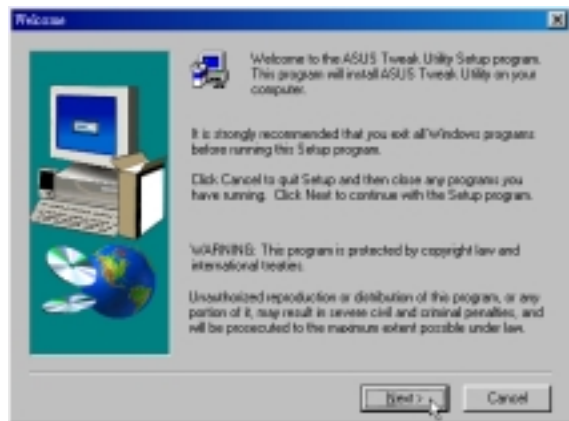 Welcome
Welcome to the ASUS Tweak Utility Setup program.
This program will install ASUS Tweak Utility on your
computer.
It is strongly recommended that you exit all Windows programs
before running this Setup program.
Click Cancel to quit Setup and then close any programs you
have running. Click Next to continue with the Setup program.
WARNING: This program is protected by copyright law and
international treaties.
Unauthorized reproduction or distribution of this program, or any
portion of it, may result in severe civil and criminal penalties, and
will be prosecuted to the maximum extent possible under law.
Next >
Cancel